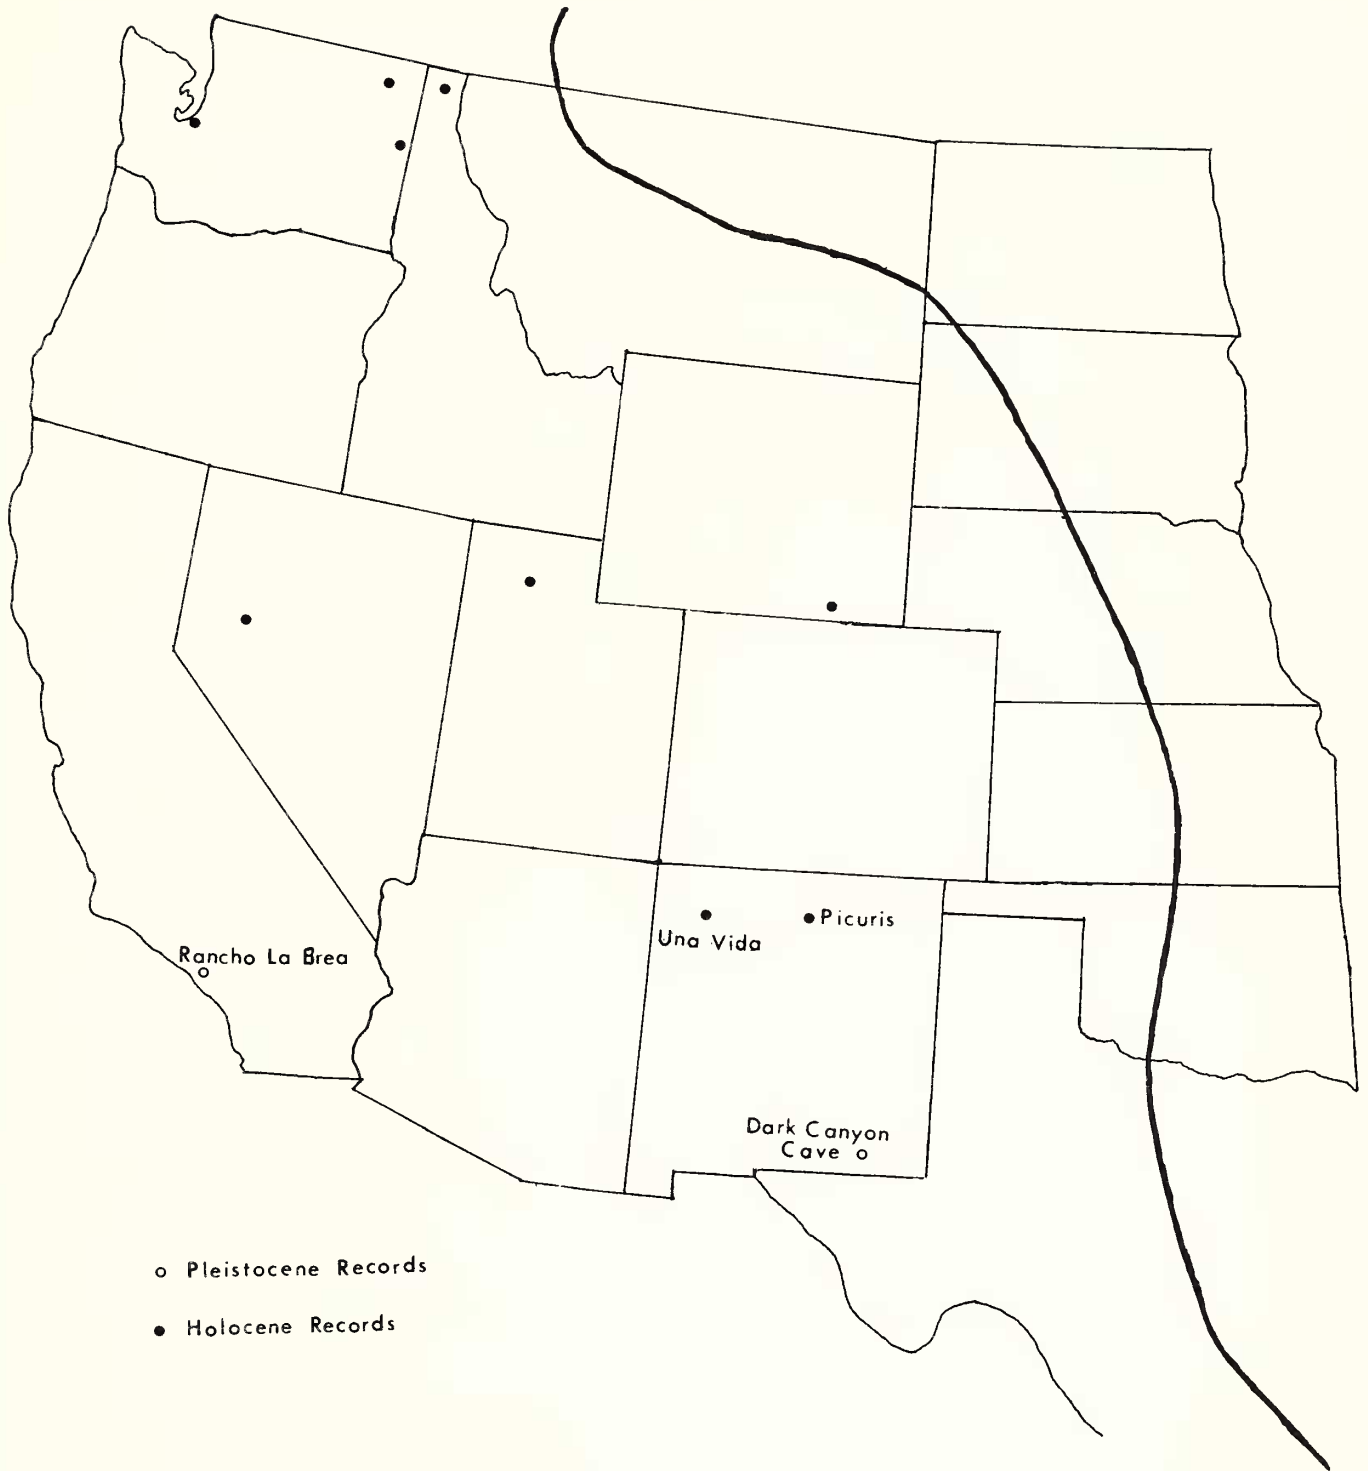 Picuris
Una Vida
Rancho La Brea
Dark Canyon
Cave
Pleistocene Records
Holocene Records